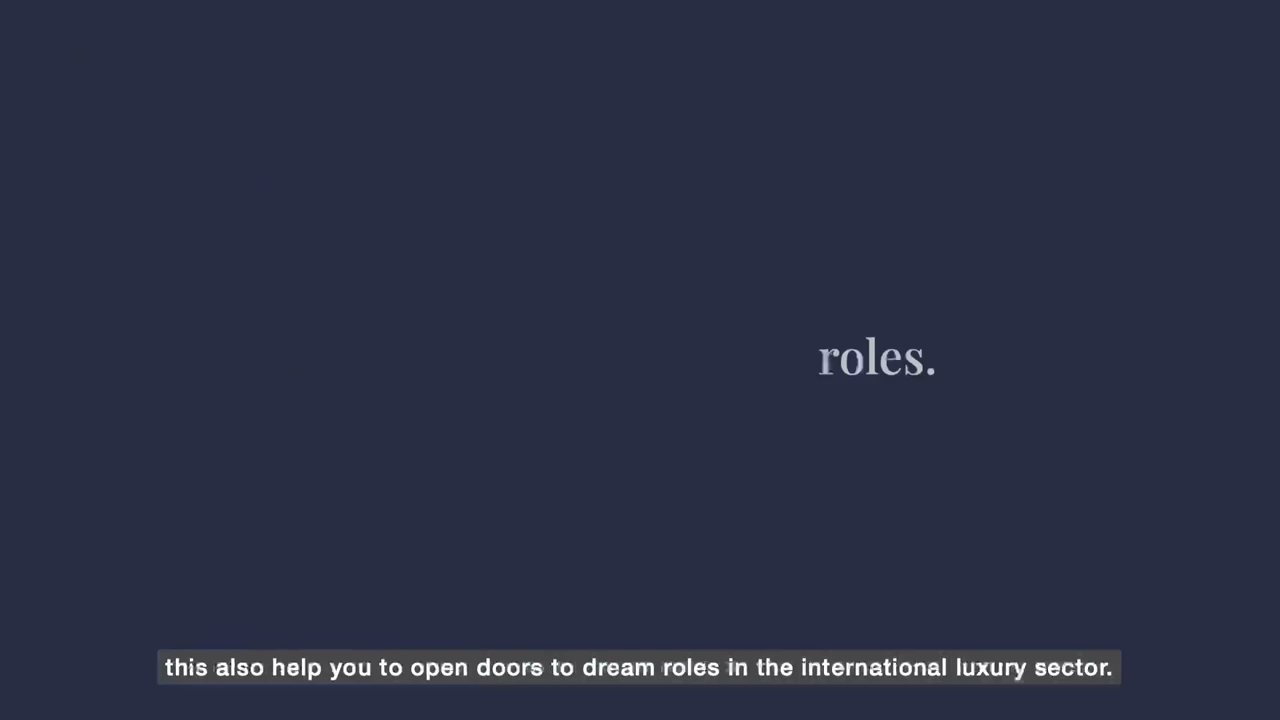 roles.
this also help you to open doors to dream roles in the international luxury sector.